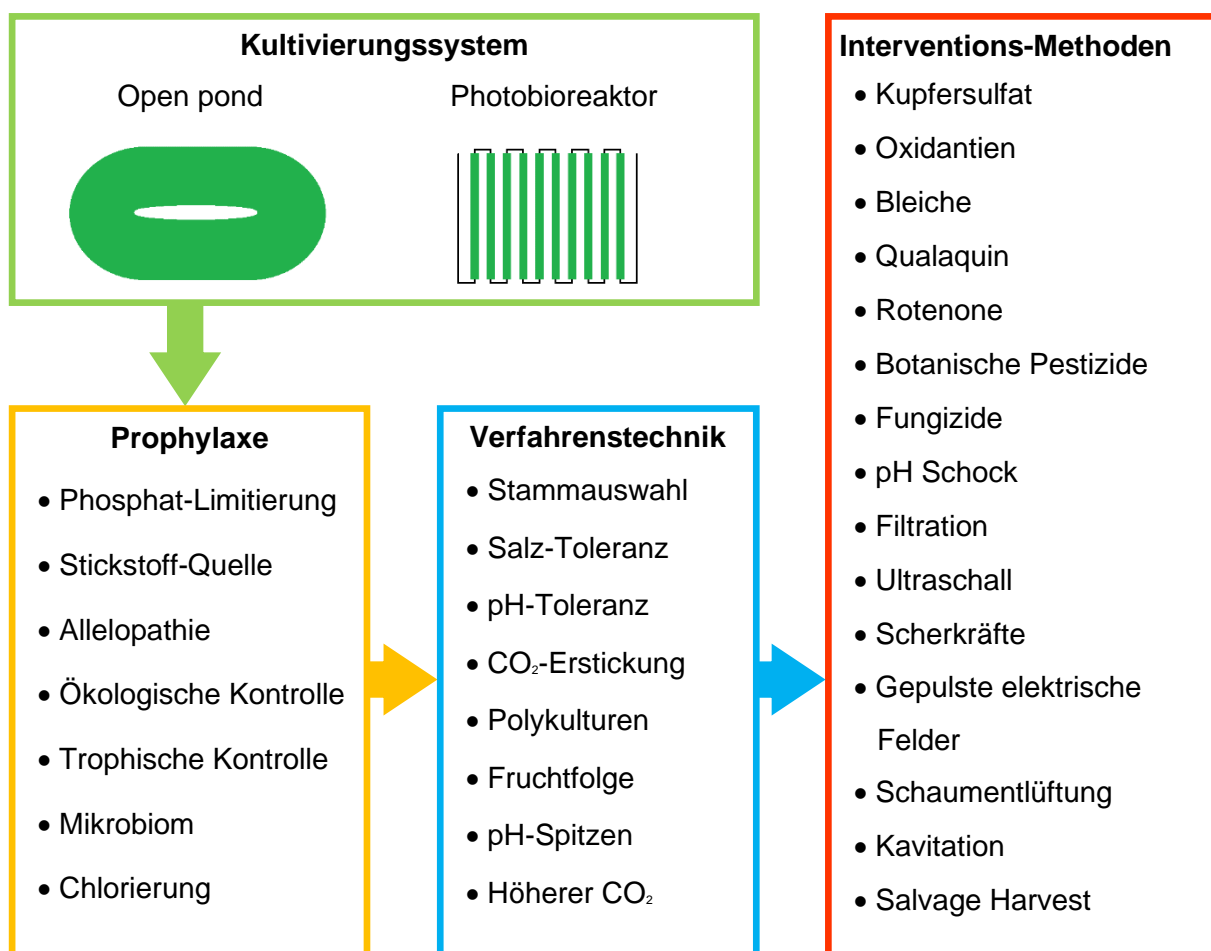 Kultivierungssystem
Open pond
Photobioreaktor
Prophylaxe
• Phosphat-Limitierung
• Stickstoff-Quelle
• Allelopathie
• Ökologische Kontrolle
• Trophische Kontrolle
• Mikrobiom
• Chlorierung
Verfahrenstechnik
• Stammauswahl
• Salz-Toleranz
• pH-Toleranz
• CO₂-Erstickung
• Polykulturen
• Fruchtfolge
• pH-Spitzen
• Höherer CO₂
Interventions-Methoden
• Kupfersulfat
• Oxidantien
• Bleiche
• Qualaquin
• Rotenone
• Botanische Pestizide
• Fungizide
• pH Schock
• Filtration
• Ultraschall
• Scherkräfte
• Gepulste elektrische
Felder
• Schaumentlüftung
• Kavitation
• Salvage Harvest